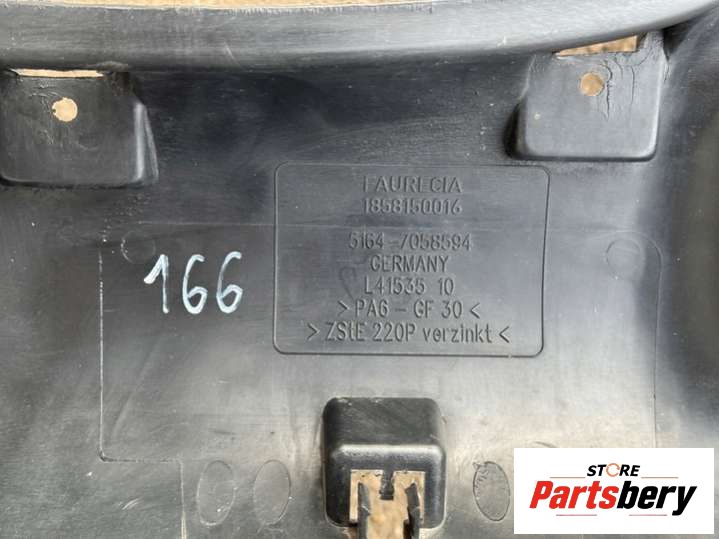 FAURECIA
1858150016
5164-7058594
GERMANY
L41535 10
>PA6-GF 30<
>ZStE 220P verzinkt<
166
STORE
Partsbery